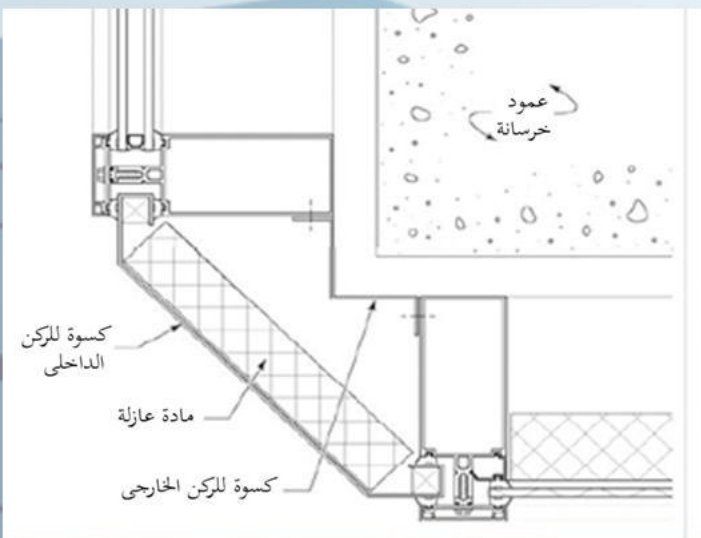 عمود
خرسانة
كسوة للركن
الداخلى
مادة عازلة
كسوة للركن الخارجى